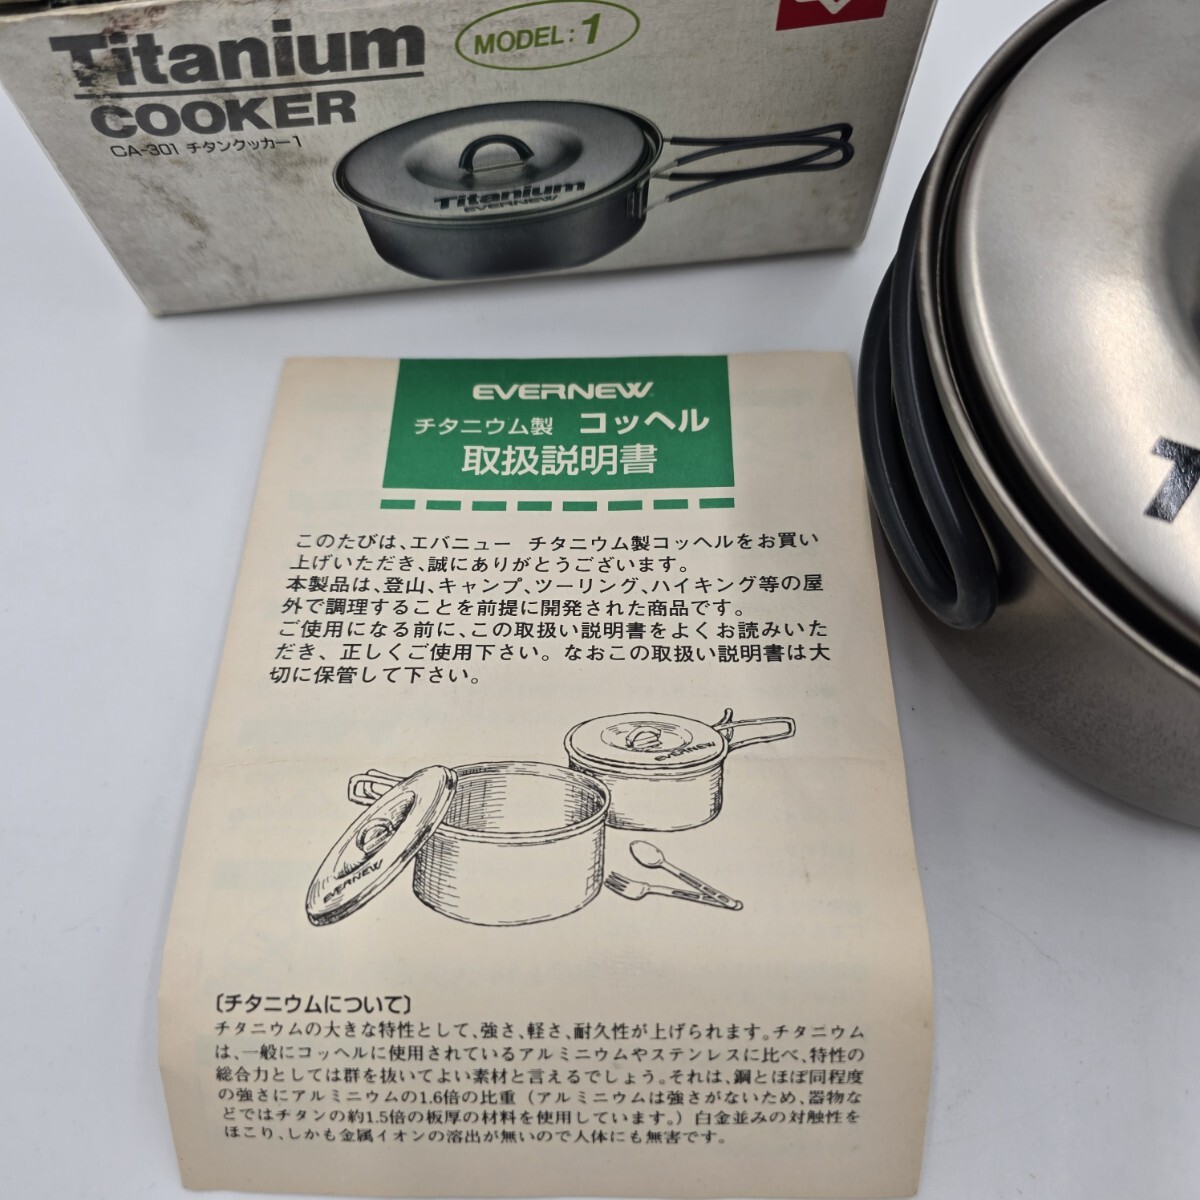 Titanium
COOKER
MODEL: 1
CA-301 チタンクッカー1
Titanium
EVERNEW
EVERNEW
チタニウム製 コッヘル
取扱説明書
このたびは、エバニュー チタニウム製コッヘルをお買い
上げいただき、誠にありがとうございます。
本製品は、登山、キャンプ、ツーリング、ハイキング等の屋
外で調理することを前提に開発された商品です。
ご使用になる前に、この取扱い説明書をよくお読みいた
だき、正しくご使用下さい。なおこの取扱い説明書は大
切に保管して下さい。
EVERNEW
EVERNEW
〔チタニウムについて〕
チタニウムの大きな特性として、強さ、軽さ、耐久性が上げられます。チタニウム
は、一般にコッヘルに使用されているアルミニウムやステンレスに比べ、特性の
総合力としては群を抜いてよい素材と言えるでしょう。それは、鋼とほぼ同程度
の強さにアルミニウムの1.6倍の比重（アルミニウムは強さがないため、器物な
どではチタンの約1.5倍の板厚の材料を使用しています。）白金並みの対触性を
ほこり、しかも金属イオンの溶出が無いので人体にも無害です。